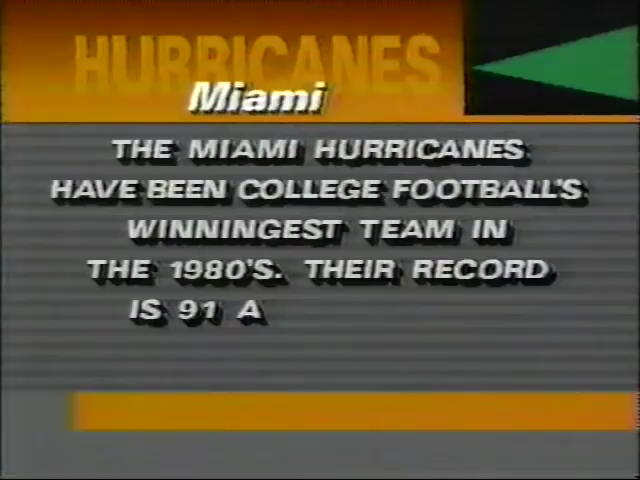 HURRICANES
Miami
THE MIAMI HURRICANES
HAVE BEEN COLLEGE FOOTBALL'S
WINNINGEST TEAM IN
THE 1980'S. THEIR RECORD
IS 91 A